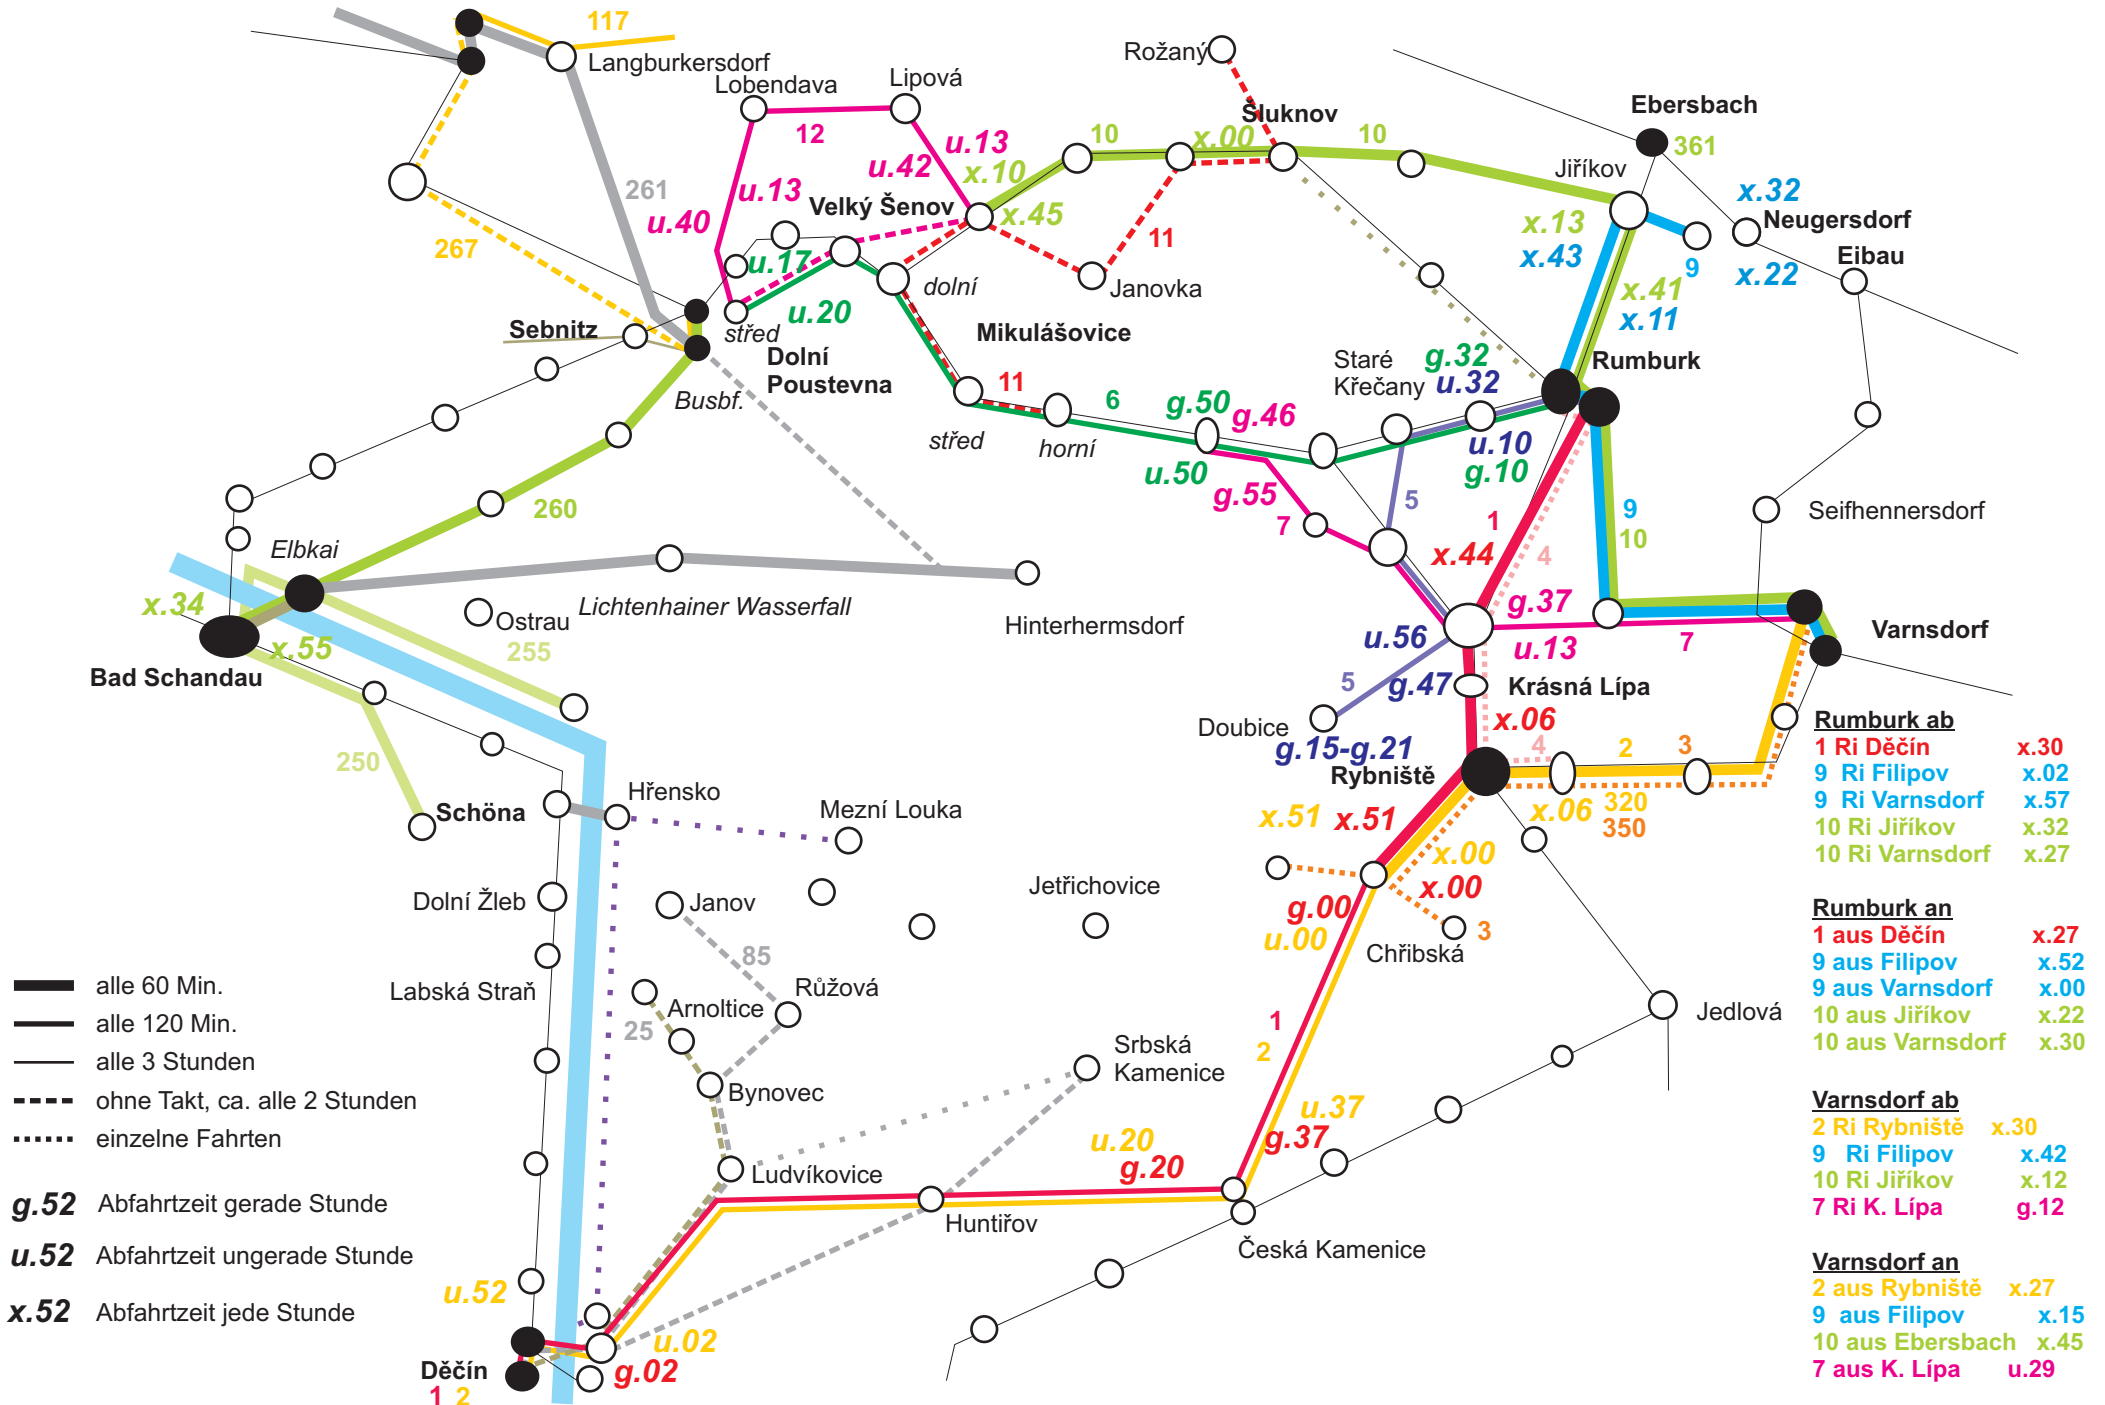 117
Langburkersdorf
Lobendava
Lipová
Rožany
Šluknov
Ebersbach
361
12
u.13
10
x.00
10
u.42
x.10
Jiříkov
261
u.13
x.32
u.40
Velký Šenov
x.45
x.13
Neugersdorf
267
11
x.43
Eibau
u.17
9
x.22
dolní
Janovka
x.41
u.20
x.11
Sebnitz
střed
Mikulášovice
Dolní
Poustevna
Staré
Křečany
g.32
u.32
Rumburk
Busbf.
11
6
g.50
g.46
střed
horní
u.10
u.50
g.10
g.55
5
260
7
1
9
Seifhennersdorf
10
Elbkai
x.44
4
x.34
Lichtenhainer Wasserfall
g.37
Ostrau
Hinterhermsdorf
u.56
Varnsdorf
x.55
255
u.13
7
Bad Schandau
5
g.47
Krásná Lípa
Doubice
x.06
g.15-g.21
4
2
3
250
Rybniště
Hřensko
Mezní Louka
Schöna
x.51
x.51
x.06
320
350
x.00
Jetřichovice
x.00
Dolní Žleb
Janov
g.00
3
u.00
Chřibská
85
Labská Straň
Růžová
Arnoltice
25
Jedlová
1
2
Srbská
Kamenice
Bynovec
u.37
u.20
g.37
g.20
Ludvíkovice
Huntířov
Česká Kamenice
u.52
u.02
g.02
Děčín
1 2
alle 60 Min.
alle 120 Min.
alle 3 Stunden
ohne Takt, ca. alle 2 Stunden
einzelne Fahrten
g.52 Abfahrtzeit gerade Stunde
u.52 Abfahrtzeit ungerade Stunde
x.52 Abfahrtzeit jede Stunde
Rumburk ab
1 Ri Děčín x.30
9 Ri Filipov x.02
9 Ri Varnsdorf x.57
10 Ri Jiříkov x.32
10 Ri Varnsdorf x.27
Rumburk an
1 aus Děčín x.27
9 aus Filipov x.52
9 aus Varnsdorf x.00
10 aus Jiříkov x.22
10 aus Varnsdorf x.30
Varnsdorf ab
2 Ri Rybniště x.30
9 Ri Filipov x.42
10 Ri Jiříkov x.12
7 Ri K. Lípa g.12
Varnsdorf an
2 aus Rybniště x.27
9 aus Filipov x.15
10 aus Ebersbach x.45
7 aus K. Lípa u.29